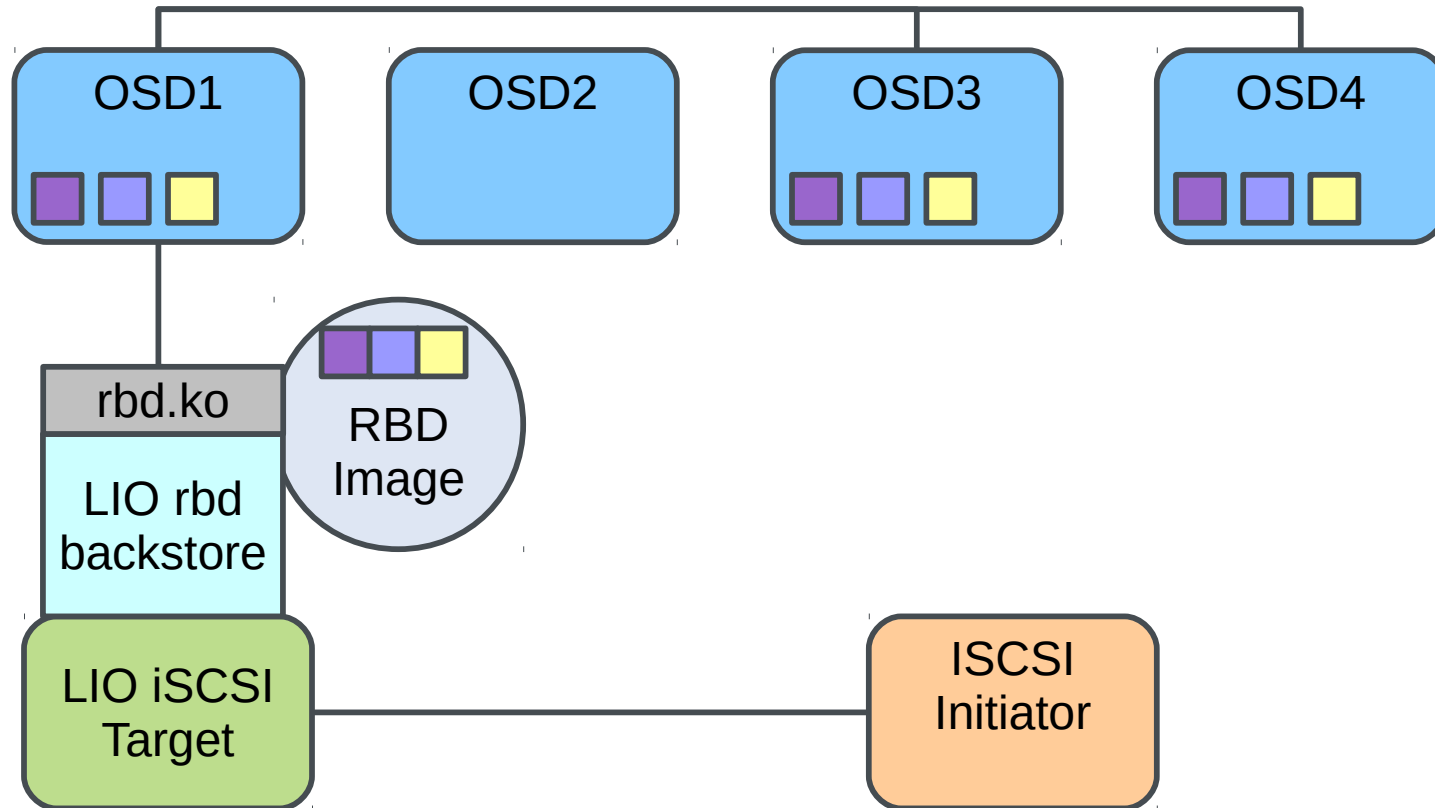 OSD1
OSD2
OSD3
OSD4
rbd.ko
RBD
Image
LIO rbd
backstore
LIO iSCSI
Target
ISCSI
Initiator